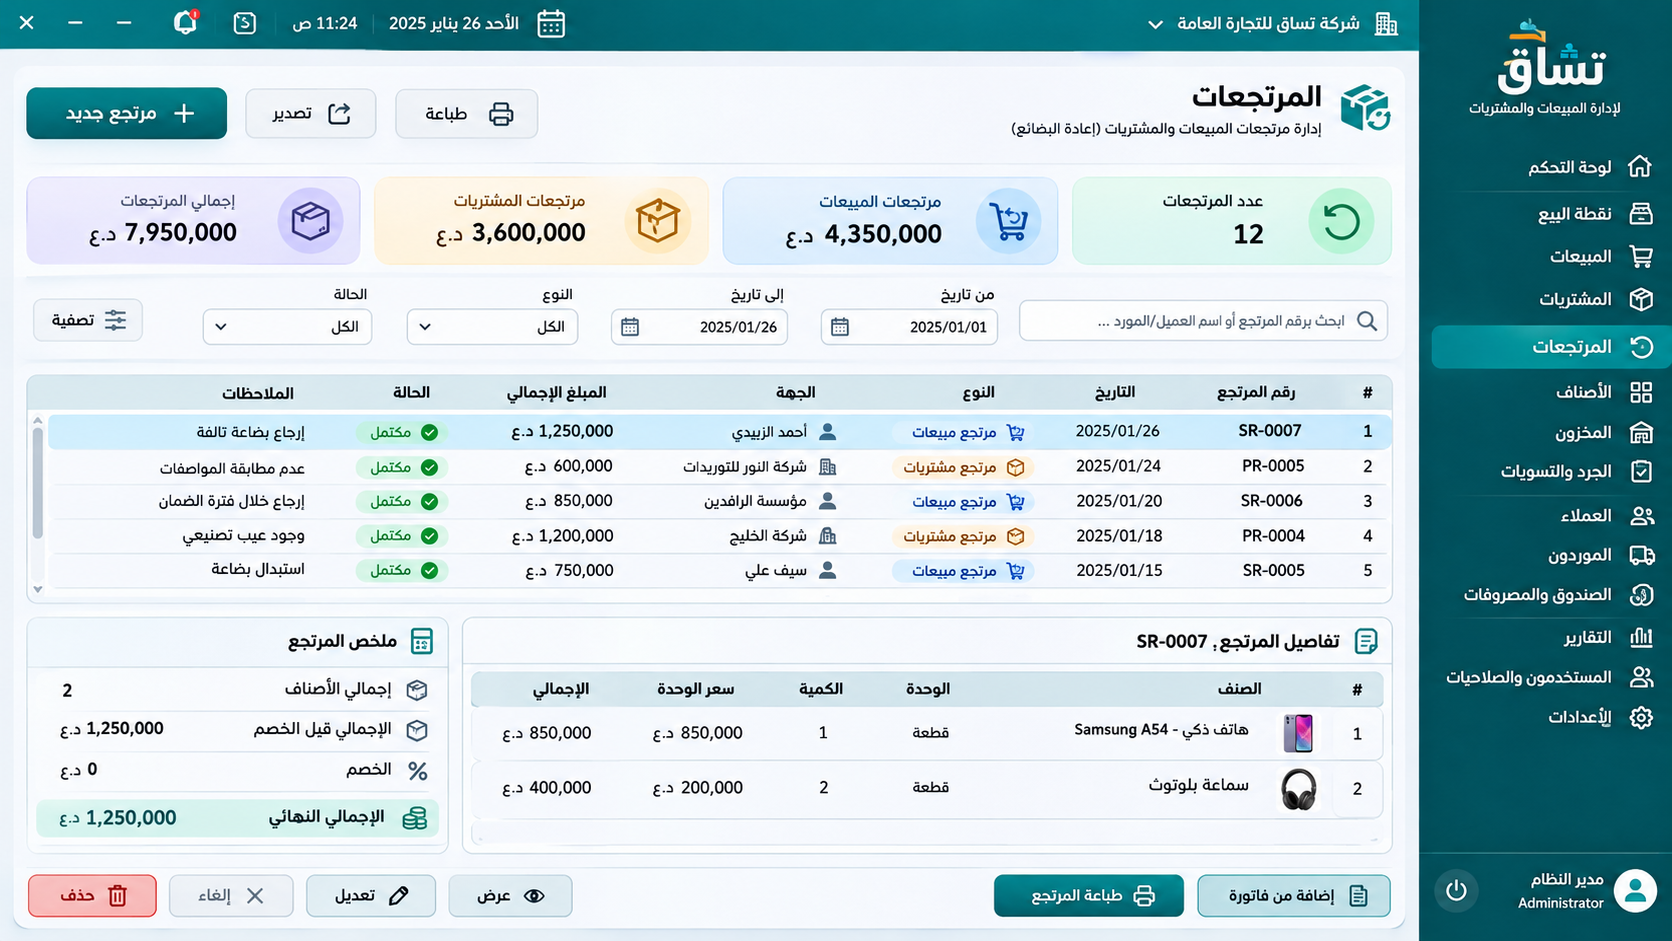 شركة تساق للتجارة العامة
الأحد 26 يناير 2025
11:24 ص
تساق
لإدارة المبيعات والمشتريات
لوحة التحكم
نقطة البيع
المبيعات
المشتريات
المرتجعات
الأصناف
المخزون
الجرد والتسويات
العملاء
الموردون
الصندوق والمصروفات
التقارير
المستخدمون والصلاحيات
الإعدادات
مدير النظام
Administrator
المرتجعات
إدارة مرتجعات المبيعات والمشتريات (إعادة البضائع)
طباعة
تصدير
مرتجع جديد
عدد المرتجعات
12
مرتجعات المبيعات
4,350,000 د.ع
مرتجعات المشتريات
3,600,000 د.ع
إجمالي المرتجعات
7,950,000 د.ع
ابحث برقم المرتجع أو اسم العميل/المورد ...
من تاريخ
2025/01/01
إلى تاريخ
2025/01/26
النوع
الكل
الحالة
الكل
تصفية
# رقم المرتجع التاريخ النوع الجهة المبلغ الإجمالي الحالة الملاحظات
1 SR-0007 2025/01/26 مرتجع مبيعات أحمد الزبيدي 1,250,000 د.ع مكتمل إرجاع بضاعة تالفة
2 PR-0005 2025/01/24 مرتجع مشتريات شركة النور للتوريدات 600,000 د.ع مكتمل عدم مطابقة المواصفات
3 SR-0006 2025/01/20 مرتجع مبيعات مؤسسة الرافدين 850,000 د.ع مكتمل إرجاع خلال فترة الضمان
4 PR-0004 2025/01/18 مرتجع مشتريات شركة الخليج 1,200,000 د.ع مكتمل وجود عيب تصنيعي
5 SR-0005 2025/01/15 مرتجع مبيعات سيف علي 750,000 د.ع مكتمل استبدال بضاعة
تفاصيل المرتجع: SR-0007
# الصنف الوحدة الكمية سعر الوحدة الإجمالي
1 هاتف ذكي - Samsung A54 قطعة 1 850,000 د.ع 850,000 د.ع
2 سماعة بلوتوث قطعة 2 200,000 د.ع 400,000 د.ع
ملخص المرتجع
إجمالي الأصناف 2
الإجمالي قبل الخصم 1,250,000 د.ع
الخصم 0 د.ع
الإجمالي النهائي 1,250,000 د.ع
إضافة من فاتورة
طباعة المرتجع
عرض
تعديل
إلغاء
حذف